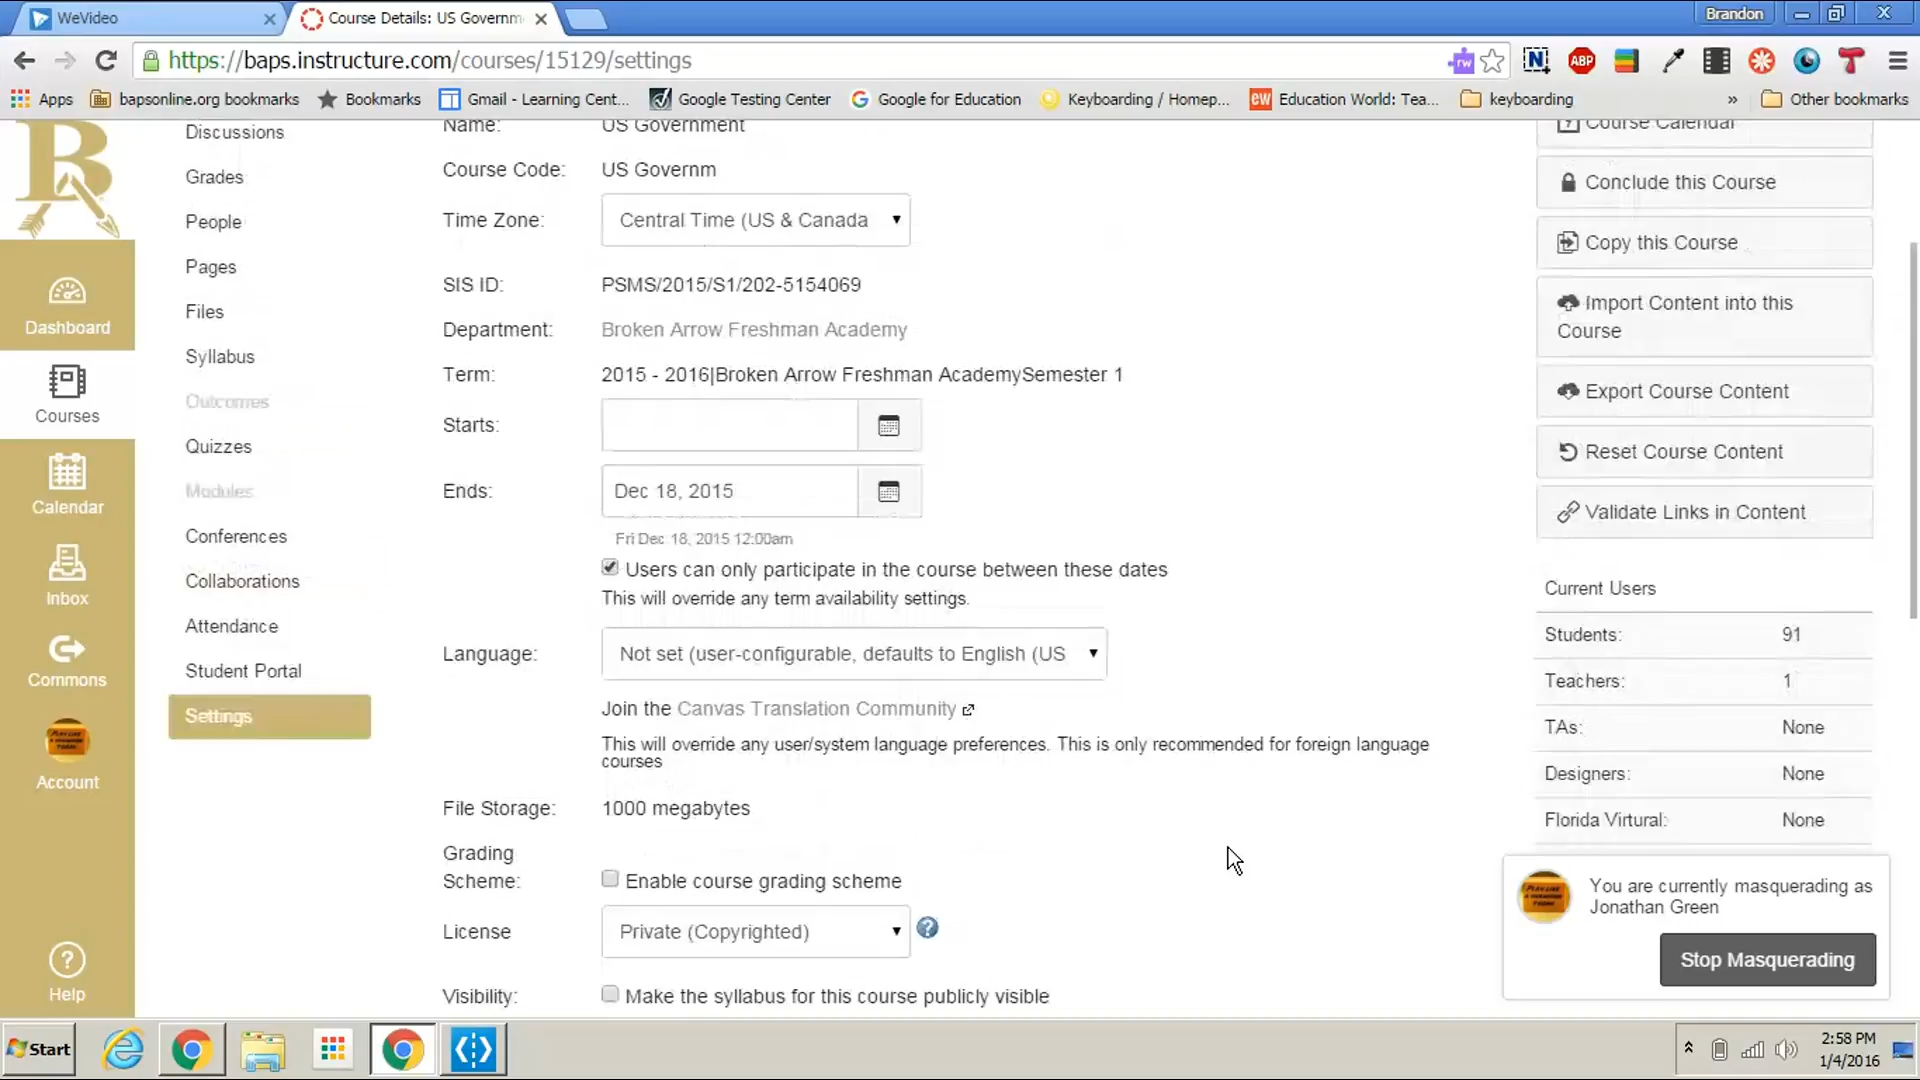 WeVideo
Course Details: US Governm
Brandon
https://baps.instructure.com/courses/15129/settings
rw
N
ABP
Apps
bapsonline.org bookmarks
Bookmarks
Gmail - Learning Cent...
Google Testing Center
Google for Education
Keyboarding / Homep...
ew
Education World: Tea...
keyboarding
»
Other bookmarks
B
Dashboard
Courses
Calendar
Inbox
Commons
Account
Help
Discussions
Grades
People
Pages
Files
Syllabus
Outcomes
Quizzes
Modules
Conferences
Collaborations
Attendance
Student Portal
Settings
Name: US Government
Course Code: US Governm
Time Zone: Central Time (US & Canada
SIS ID: PSMS/2015/S1/202-5154069
Department: Broken Arrow Freshman Academy
Term: 2015 - 2016|Broken Arrow Freshman AcademySemester 1
Starts:
Ends: Dec 18, 2015
Fri Dec 18, 2015 12:00am
Users can only participate in the course between these dates
This will override any term availability settings.
Language: Not set (user-configurable, defaults to English (US
Join the Canvas Translation Community
This will override any user/system language preferences. This is only recommended for foreign language
courses
File Storage: 1000 megabytes
Grading
Scheme: Enable course grading scheme
License Private (Copyrighted)
Visibility: Make the syllabus for this course publicly visible
Course Calendar
Conclude this Course
Copy this Course
Import Content into this
Course
Export Course Content
Reset Course Content
Validate Links in Content
Current Users
Students: 91
Teachers: 1
TAs: None
Designers: None
Florida Virtural: None
You are currently masquerading as
Jonathan Green
Stop Masquerading
Start
2:58 PM
1/4/2016